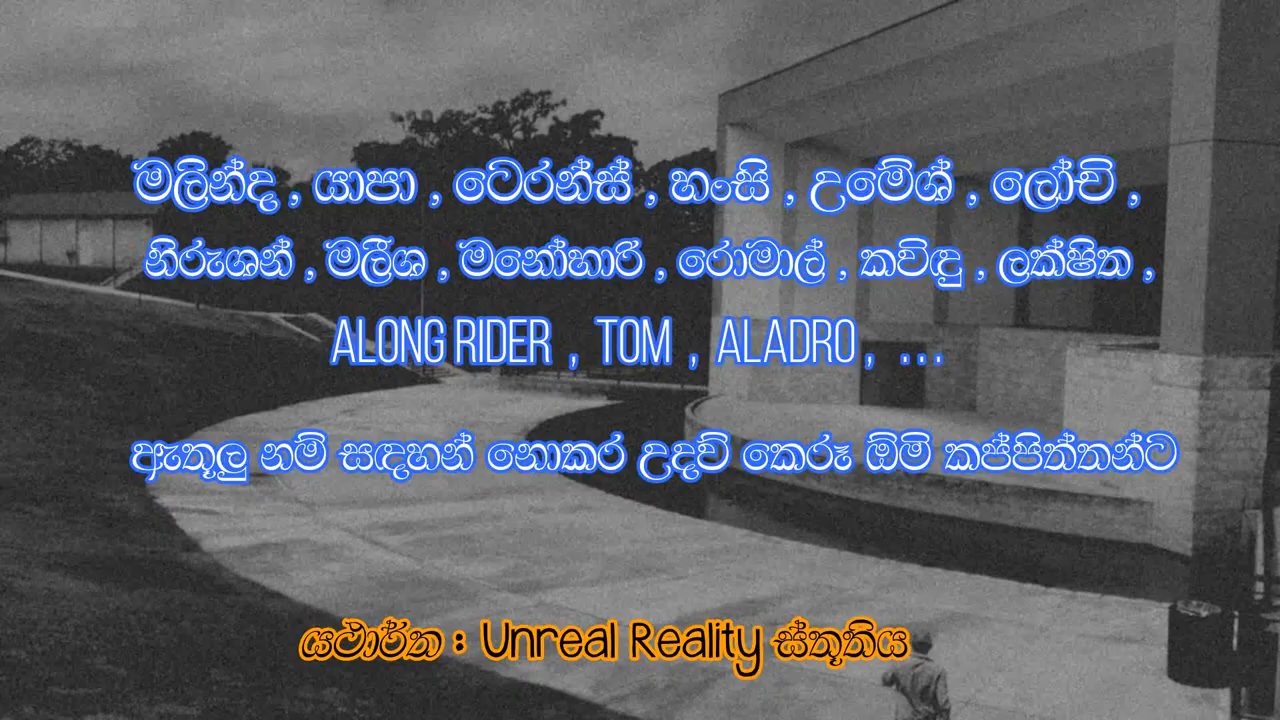 මලින්ද , යාපා , ටෙරන්ස් , හංසි , උමේශ් , ලෝචි ,
නිරුශන් , මලීශ , මනෝහාරි , රොමාල් , කවිඳු , ලක්ෂිත ,
ALONG RIDER , TOM , ALADRO , ...
ඇතුලු නම් සඳහන් නොකර උදව් කෙරූ ඕම් කප්පිත්තන්ට
යථාර්ත : Unreal Reality ස්තූතිය